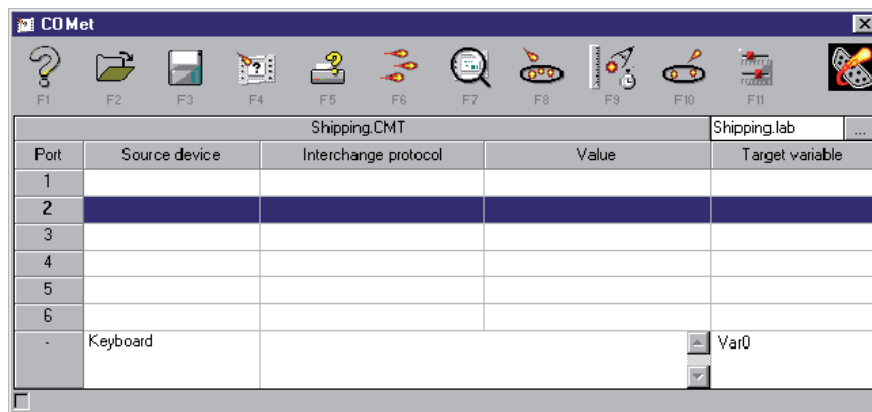 COMet
F1 F2 F3 F4 F5 F6 F7 F8 F9 F10 F11
Shipping.CMT Shipping.lab ...
Port Source device Interchange protocol Value Target variable
1
2
3
4
5
6
- Keyboard Var0